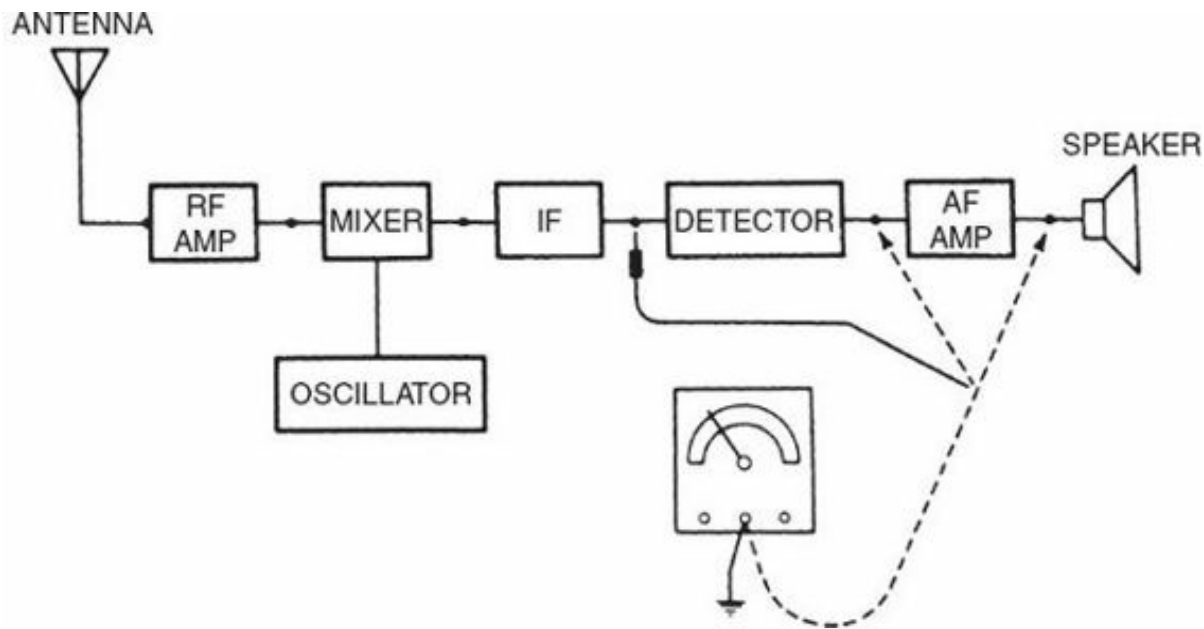 ANTENNA
SPEAKER
RF
AMP
MIXER
IF
DETECTOR
AF
AMP
OSCILLATOR